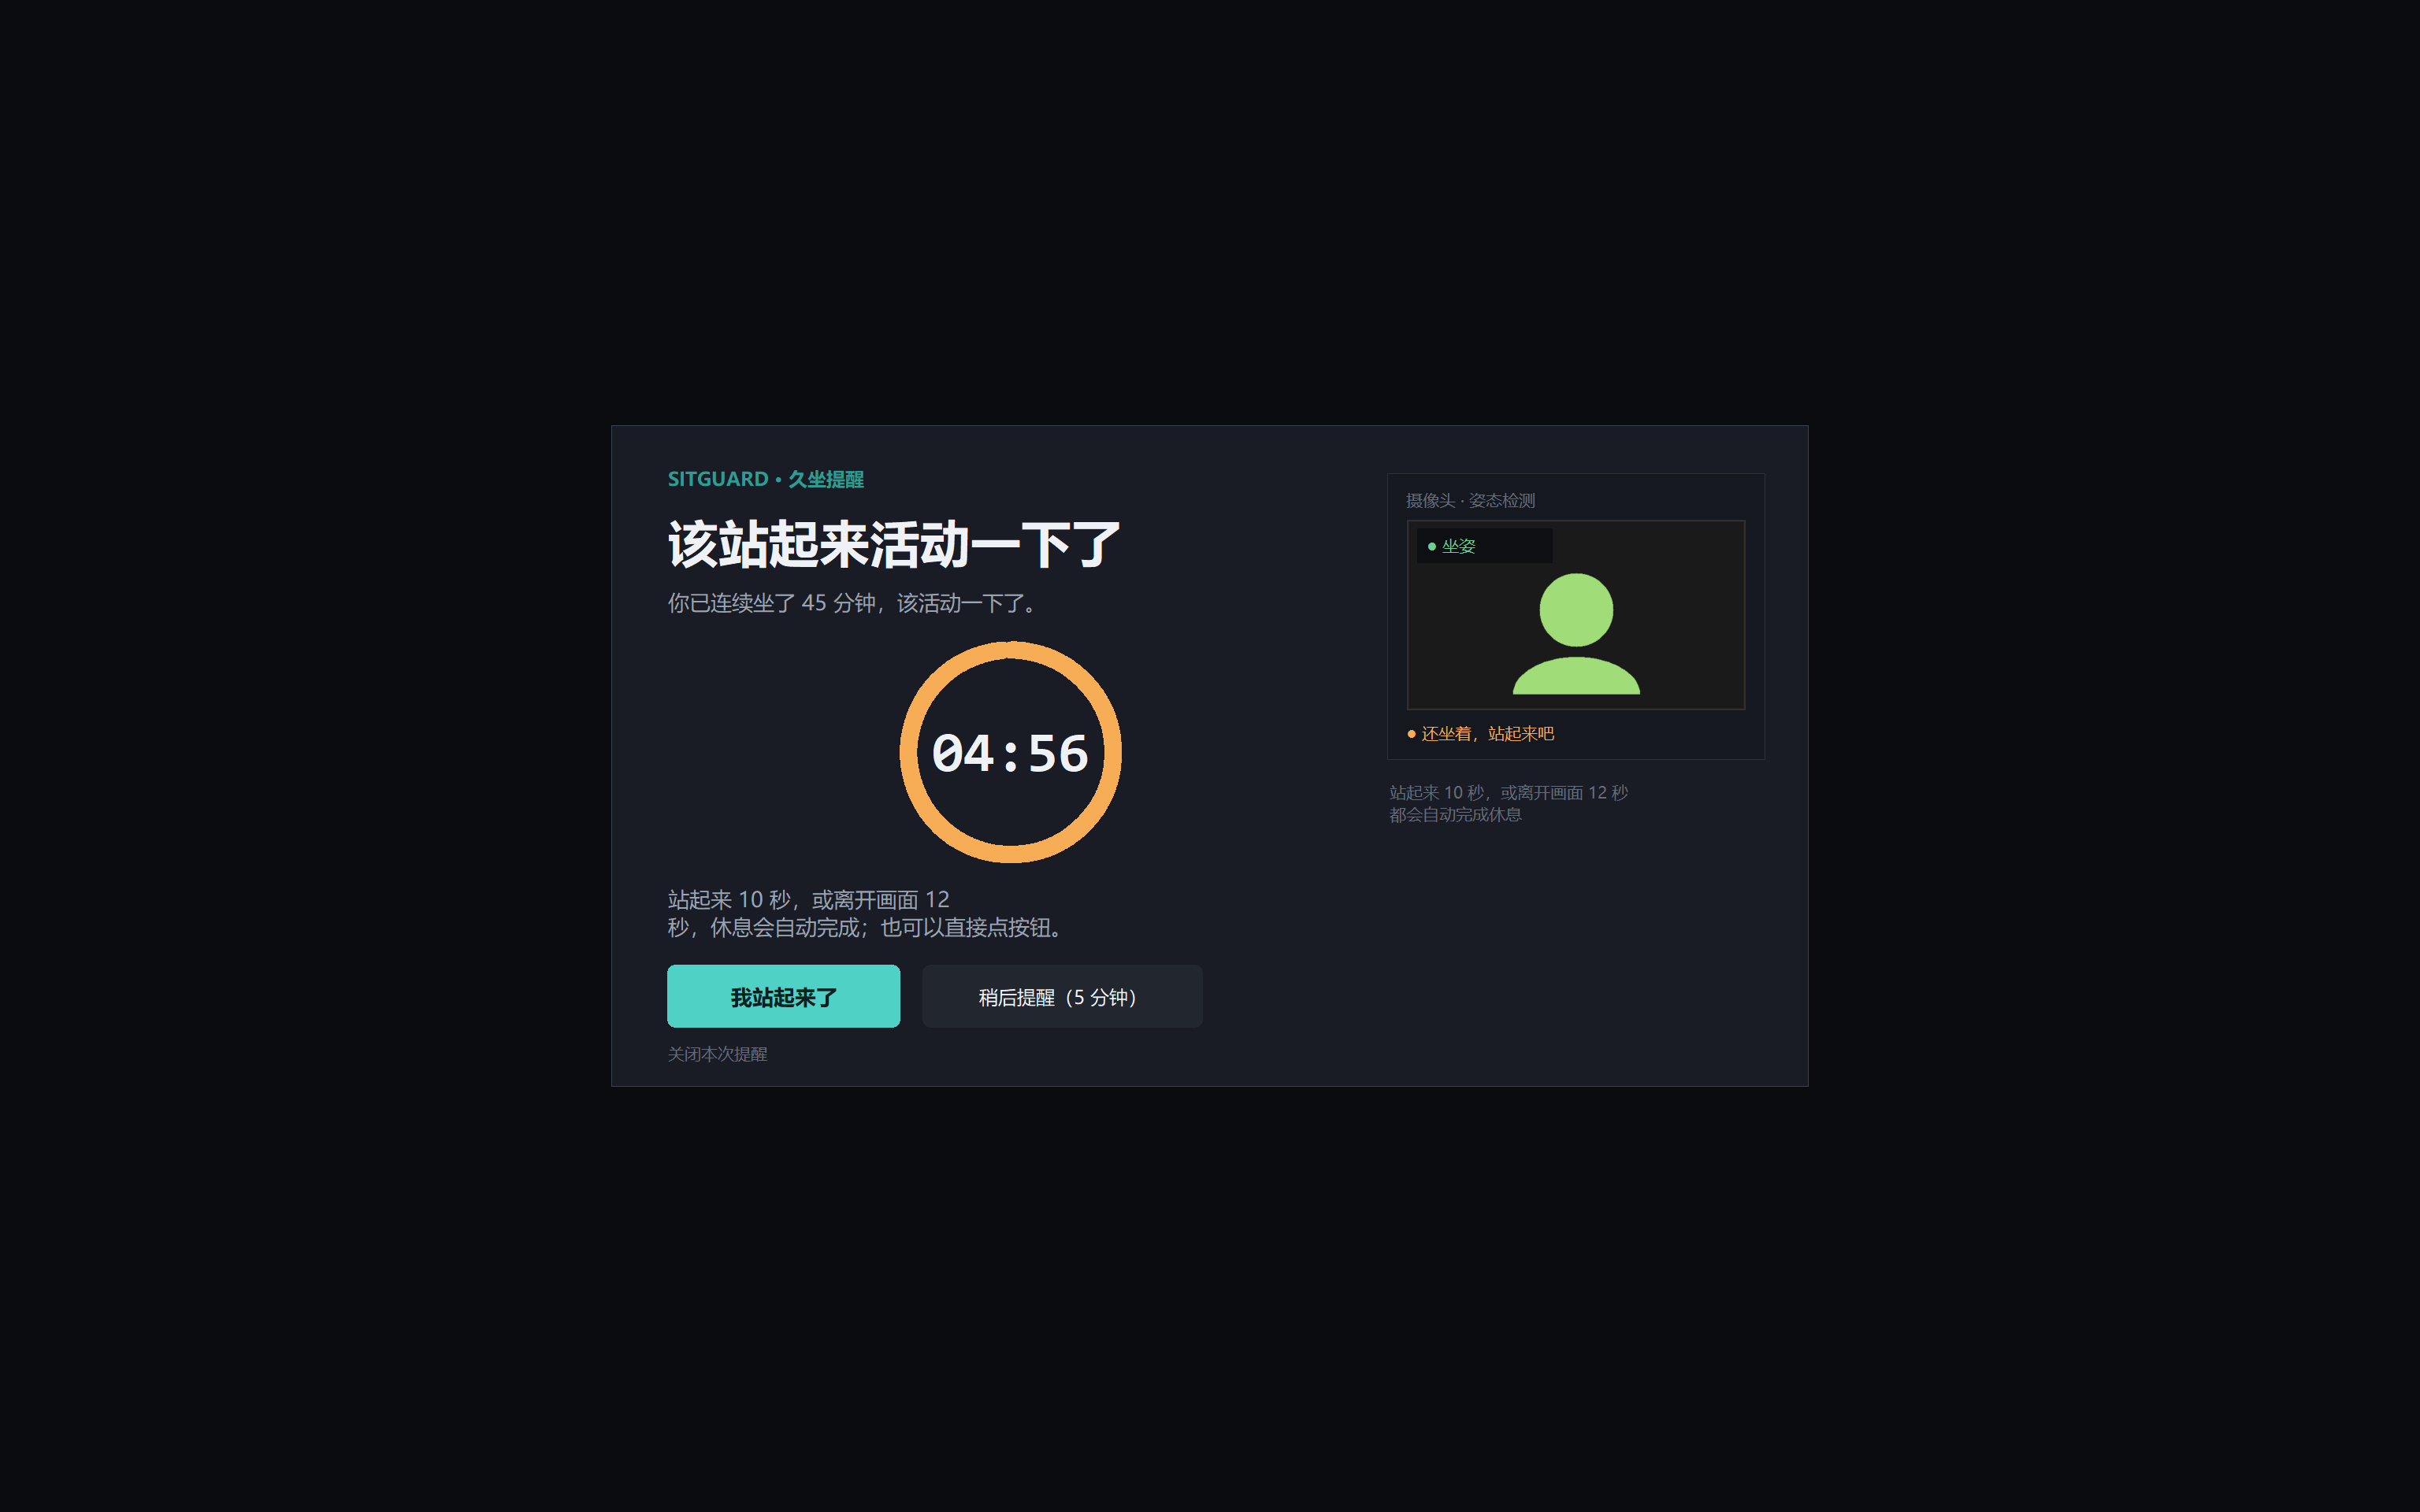 SITGUARD • 久坐提醒
该站起来活动一下了
你已连续坐了 45 分钟，该活动一下了。
04:56
站起来 10 秒，或离开画面 12
秒，休息会自动完成；也可以直接点按钮。
我站起来了
稍后提醒（5 分钟）
关闭本次提醒
摄像头 · 姿态检测
● 坐姿
● 还坐着，站起来吧
站起来 10 秒，或离开画面 12 秒
都会自动完成休息